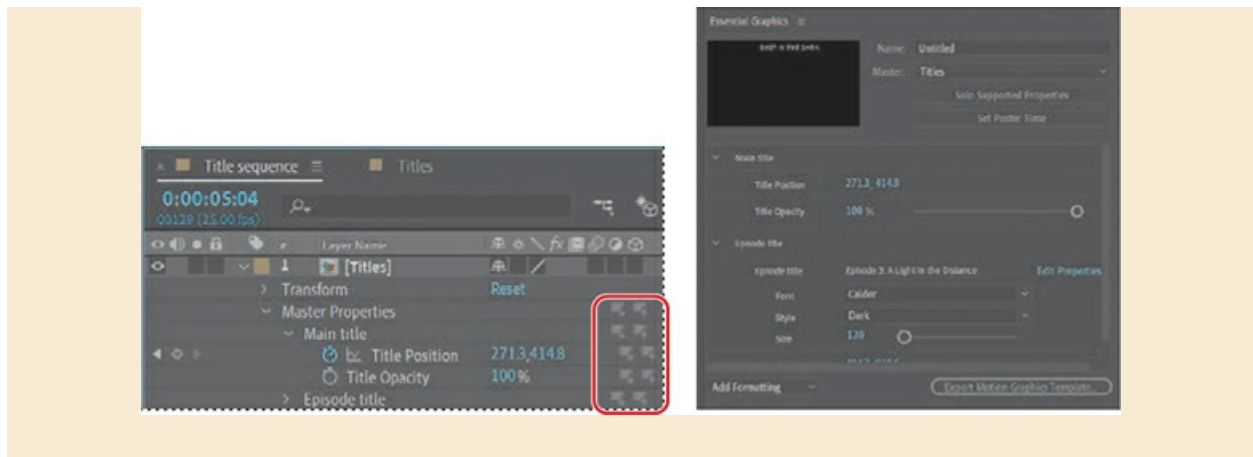 Title sequence
Titles
0:00:05:04
00129 (25.00 fps)
# Layer Name
1 [Titles]
Transform Reset
Master Properties
Main title
Title Position 271.3,414.8
Title Opacity 100%
Episode title
Essential Graphics
Name: Untitled
Master: Titles
Solo Supported Properties
Set Poster Time
Main title
Title Position 271.3, 414.8
Title Opacity 100 %
Episode title
Episode title Episode 3: A Light in the Distance Edit Properties
Font Calder
Style Dark
Size 120
Add Formatting
Export Motion Graphics Template...